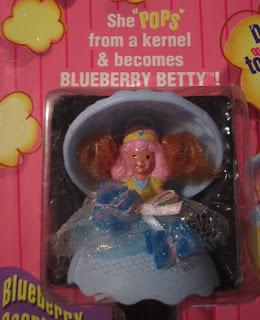 She "POPS"
from a kernel
& becomes
BLUEBERRY BETTY™!
Blueberry